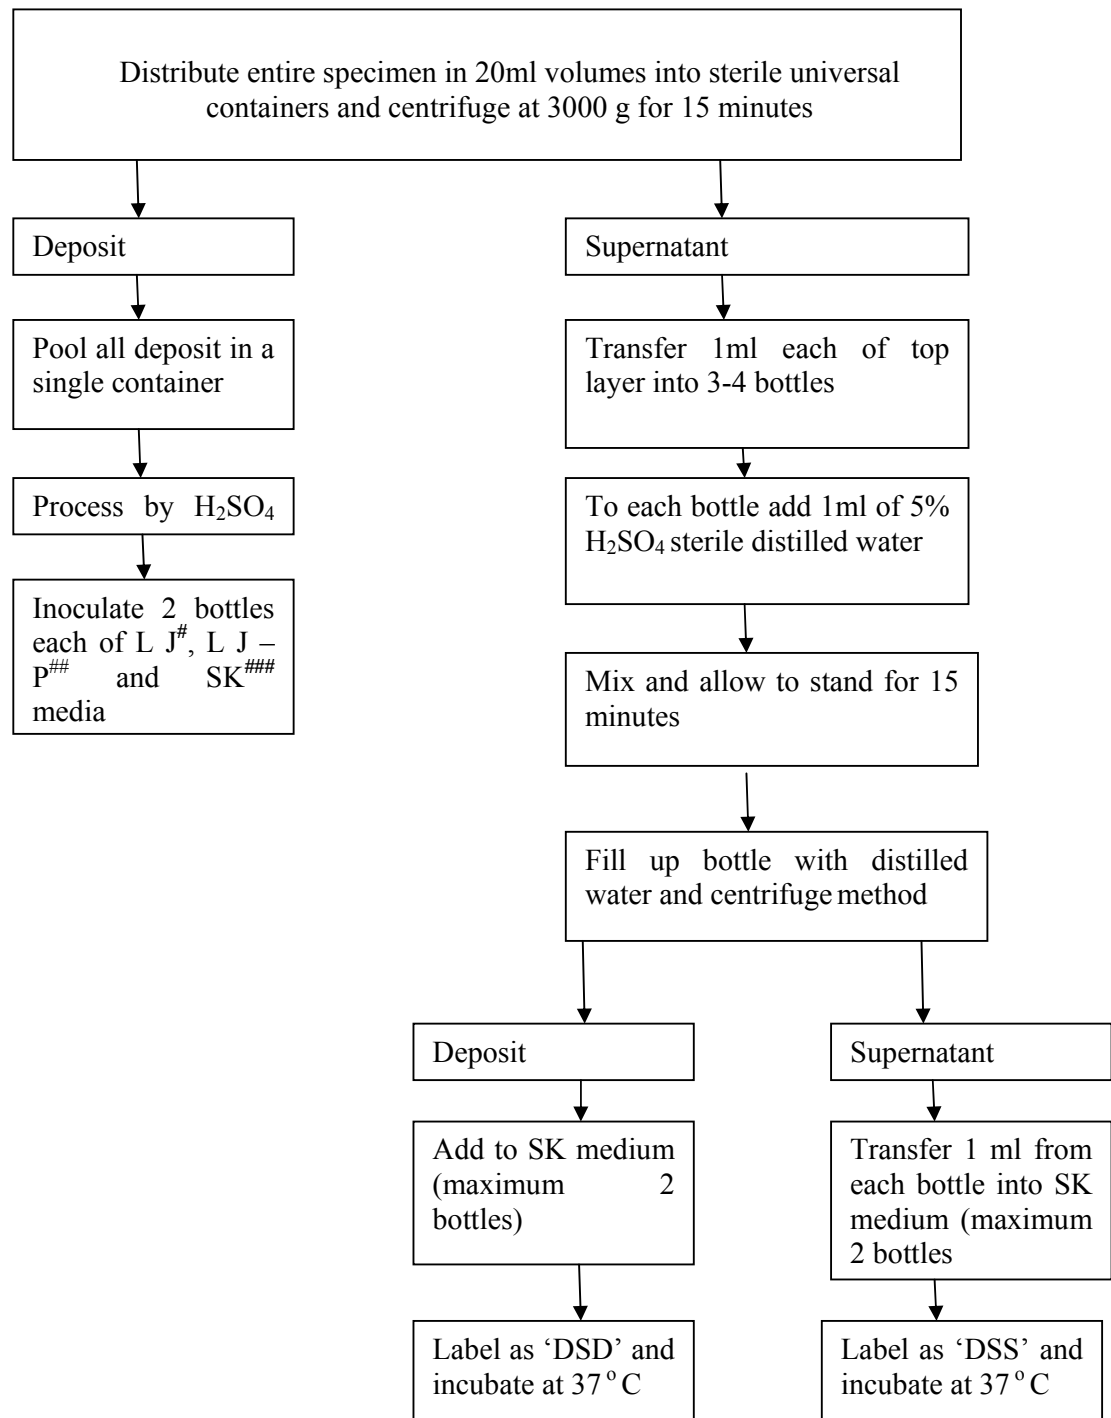 Distribute entire specimen in 20ml volumes into sterile universal
containers and centrifuge at 3000 g for 15 minutes
Deposit
Supernatant
Pool all deposit in a
single container
Transfer 1ml each of top
layer into 3-4 bottles
Process by H₂SO₄
To each bottle add 1ml of 5%
H₂SO₄ sterile distilled water
Inoculate 2 bottles
each of L J#, L J –
P## and SK###
media
Mix and allow to stand for 15
minutes
Fill up bottle with distilled
water and centrifuge method
Deposit
Supernatant
Add to SK medium
(maximum 2
bottles)
Transfer 1 ml from
each bottle into SK
medium (maximum
2 bottles
Label as ‘DSD’ and
incubate at 37 ° C
Label as ‘DSS’ and
incubate at 37 ° C